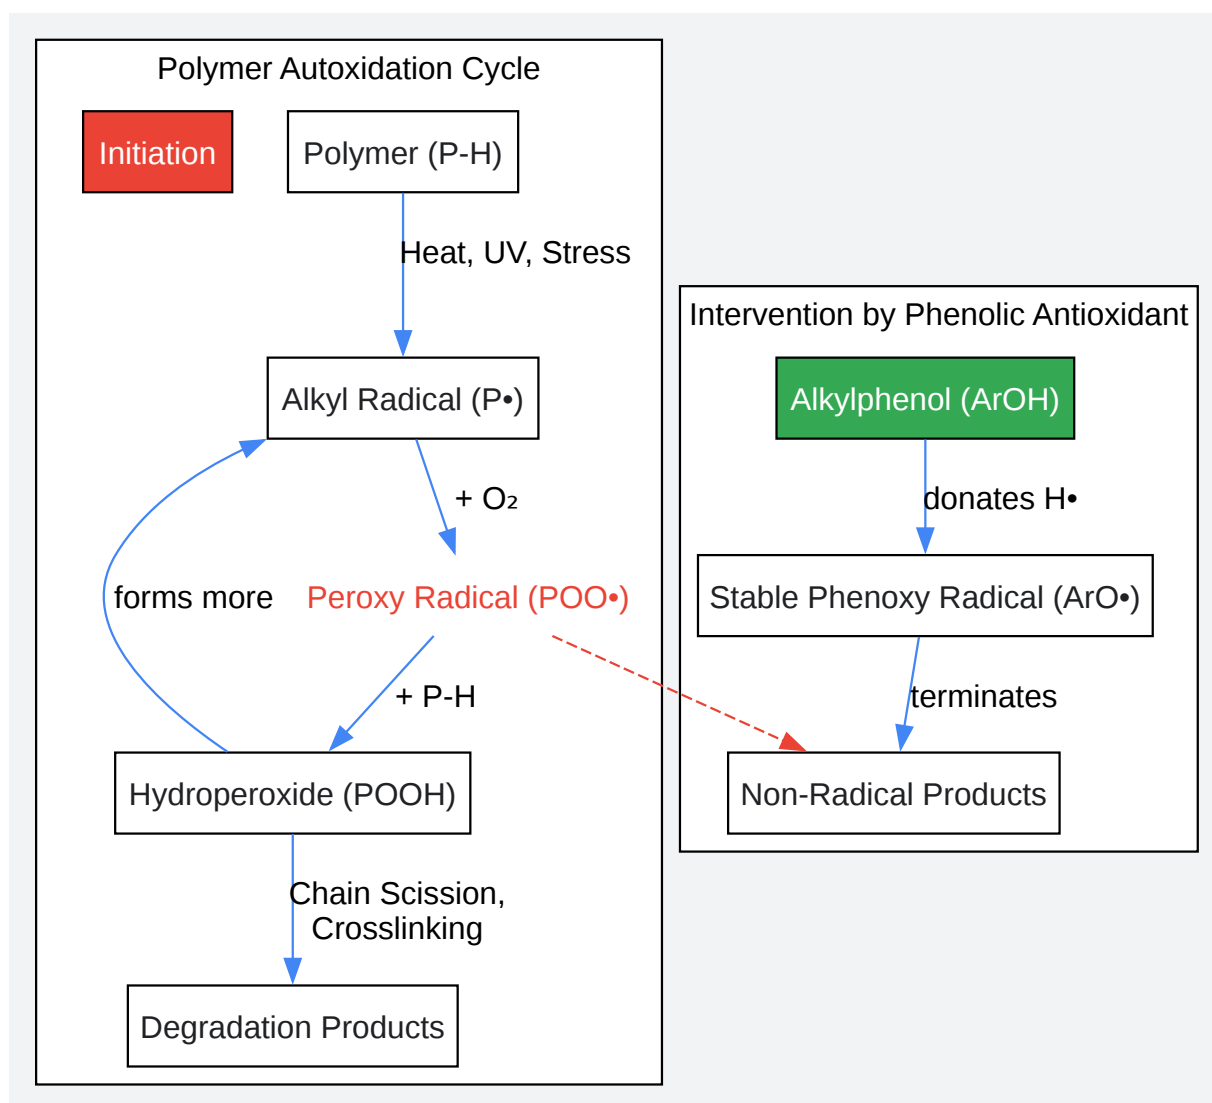 Polymer Autoxidation Cycle
Initiation
Polymer (P-H)
Heat, UV, Stress
Alkyl Radical (P•)
+ O₂
forms more
Peroxy Radical (POO•)
+ P-H
Hydroperoxide (POOH)
Chain Scission,
Crosslinking
Degradation Products
Intervention by Phenolic Antioxidant
Alkylphenol (ArOH)
donates H•
Stable Phenoxy Radical (ArO•)
terminates
Non-Radical Products